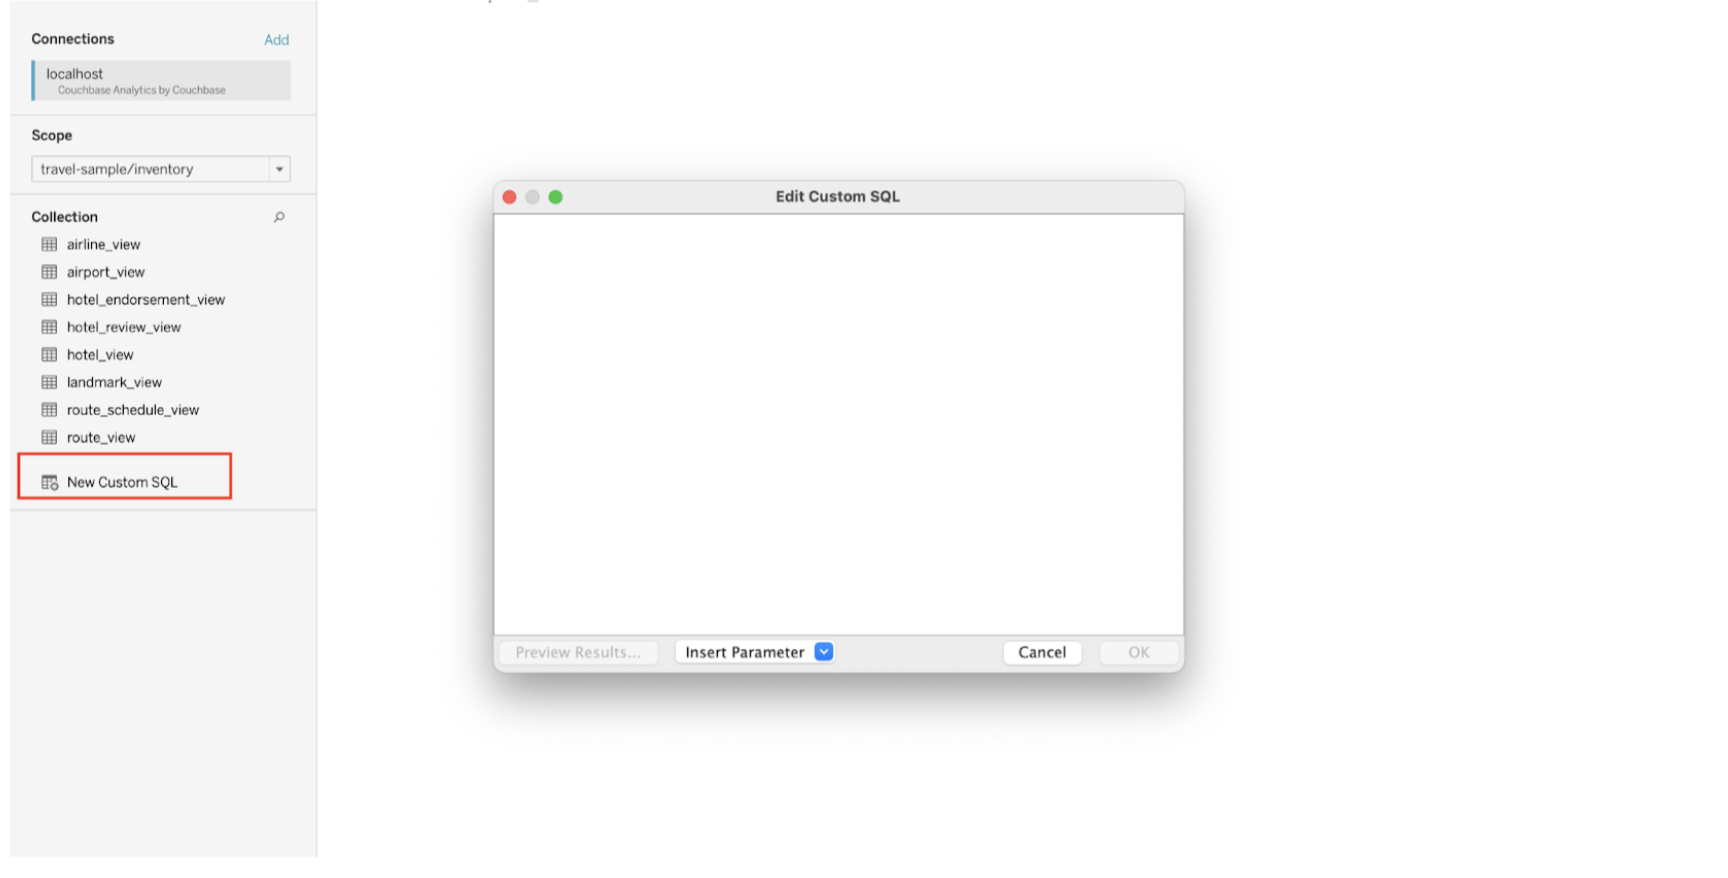 Connections Add
localhost
Couchbase Analytics by Couchbase
Scope
travel-sample/inventory
Collection
airline_view
airport_view
hotel_endorsement_view
hotel_review_view
hotel_view
landmark_view
route_schedule_view
route_view
New Custom SQL
Edit Custom SQL
Preview Results... Insert Parameter Cancel OK